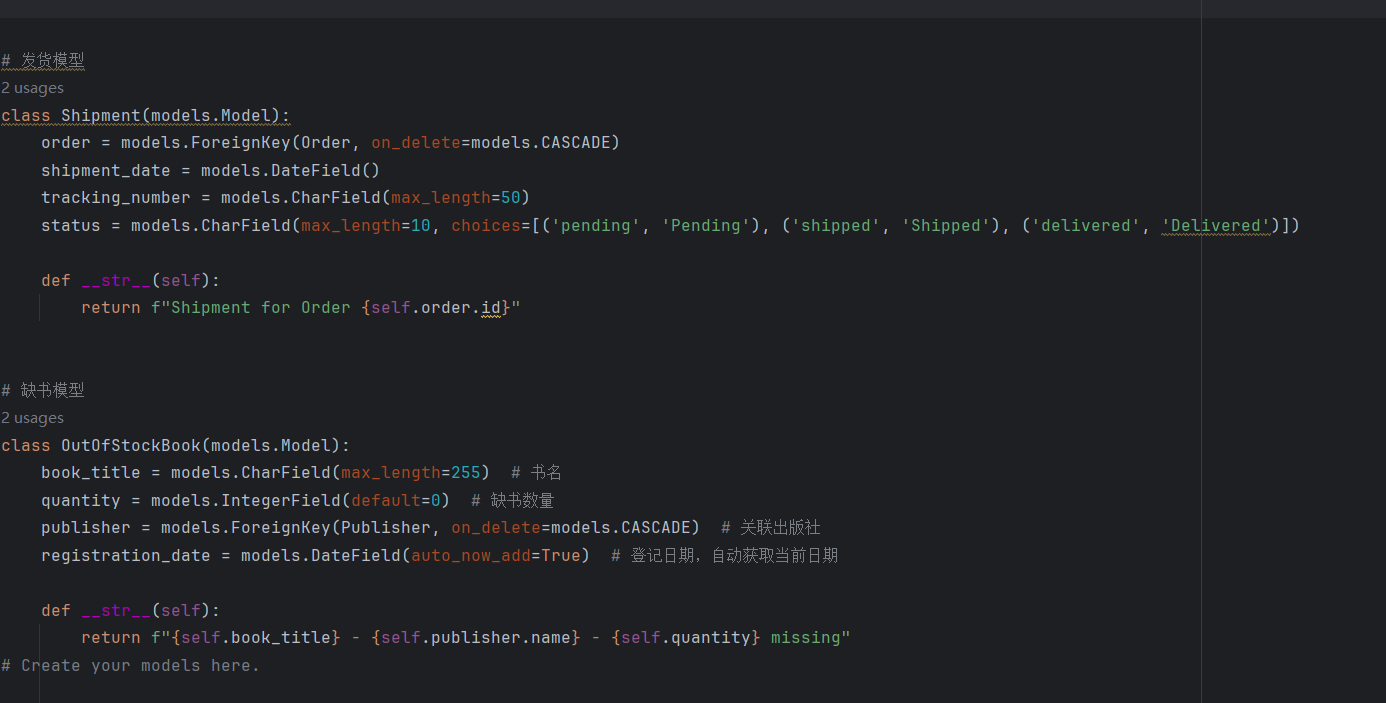 # 发货模型
2 usages
class Shipment(models.Model):
    order = models.ForeignKey(Order, on_delete=models.CASCADE)
    shipment_date = models.DateField()
    tracking_number = models.CharField(max_length=50)
    status = models.CharField(max_length=10, choices=[('pending', 'Pending'), ('shipped', 'Shipped'), ('delivered', 'Delivered')])
    def __str__(self):
        return f"Shipment for Order {self.order.id}"
# 缺书模型
2 usages
class OutOfStockBook(models.Model):
    book_title = models.CharField(max_length=255)  # 书名
    quantity = models.IntegerField(default=0)  # 缺书数量
    publisher = models.ForeignKey(Publisher, on_delete=models.CASCADE)  # 关联出版社
    registration_date = models.DateField(auto_now_add=True)  # 登记日期，自动获取当前日期
    def __str__(self):
        return f"{self.book_title} - {self.publisher.name} - {self.quantity} missing"
# Create your models here.